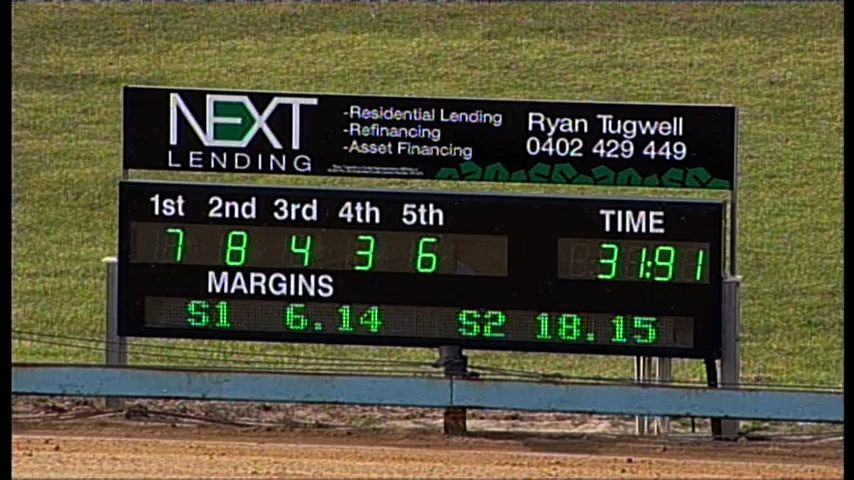 NEXT
LENDING
-Residential Lending
-Refinancing
-Asset Financing
Ryan Tugwell
0402 429 449
1st 2nd 3rd 4th 5th TIME
7 8 4 3 6 31:91
MARGINS
S1 6.14 S2 18.15